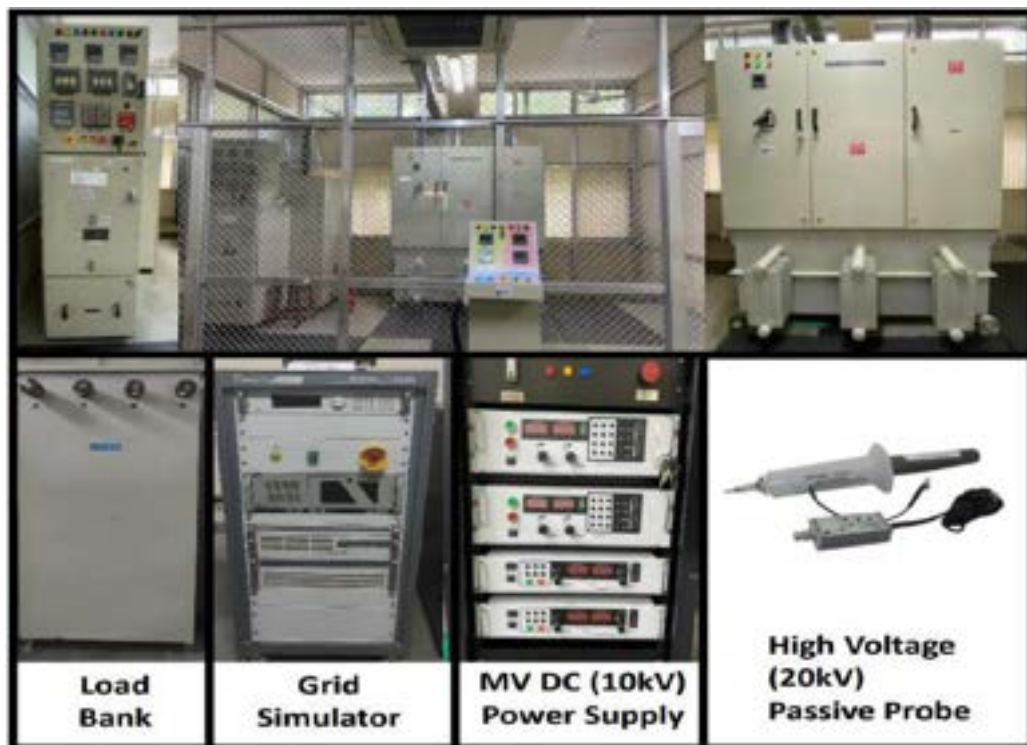 Load
Bank
Grid
Simulator
MV DC (10kV)
Power Supply
High Voltage
(20kV)
Passive Probe